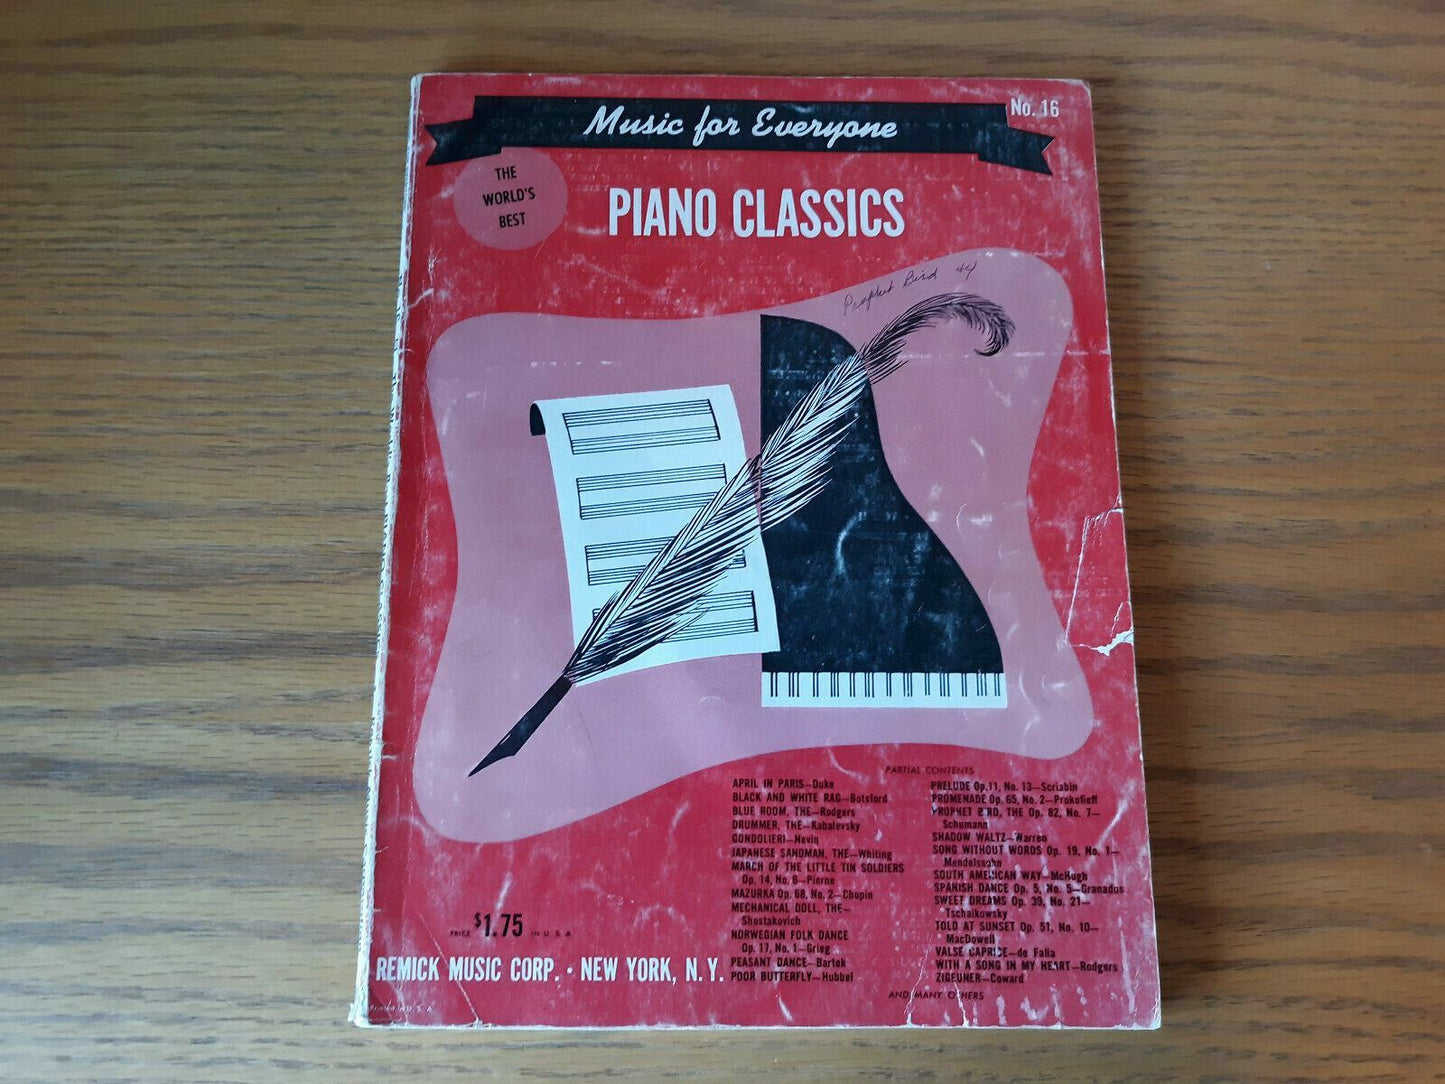 Music for Everyone
No. 16
THE
WORLD'S
BEST
PIANO CLASSICS
Prophet Bird 44
PARTIAL CONTENTS
APRIL IN PARIS—Duke
BLACK AND WHITE RAG—Botsford
BLUE ROOM, THE—Rodgers
DRUMMER, THE—Kabalevsky
GONDOLIERI—Nevin
JAPANESE SANDMAN, THE—Whiting
MARCH OF THE LITTLE TIN SOLDIERS
Op. 14, No. 6—Pierne
MAZURKA Op. 68, No. 2—Chopin
MECHANICAL DOLL, THE—
Shostakovich
NORWEGIAN FOLK DANCE
Op. 17, No. 1—Grieg
PEASANT DANCE—Bartok
POOR BUTTERFLY—Hubbel
PRELUDE Op. 11, No. 13—Scriabin
PROMENADE Op. 65, No. 2—Prokofieff
PROPHET BIRD, THE Op. 82, No. 7—
Schumann
SHADOW WALTZ—Warren
SONG WITHOUT WORDS Op. 19, No. 1—
Mendelssohn
SOUTH AMERICAN WAY—McHugh
SPANISH DANCE Op. 5, No. 5—Granados
SWEET DREAMS Op. 39, No. 21—
Tschaikowsky
TOLD AT SUNSET Op. 51, No. 10—
MacDowell
VALSE CAPRICE—de Falla
WITH A SONG IN MY HEART—Rodgers
ZIGEUNER—Coward
AND MANY OTHERS
PRICE $1.75 IN U. S. A.
REMICK MUSIC CORP. • NEW YORK, N. Y.
Printed in U. S. A.